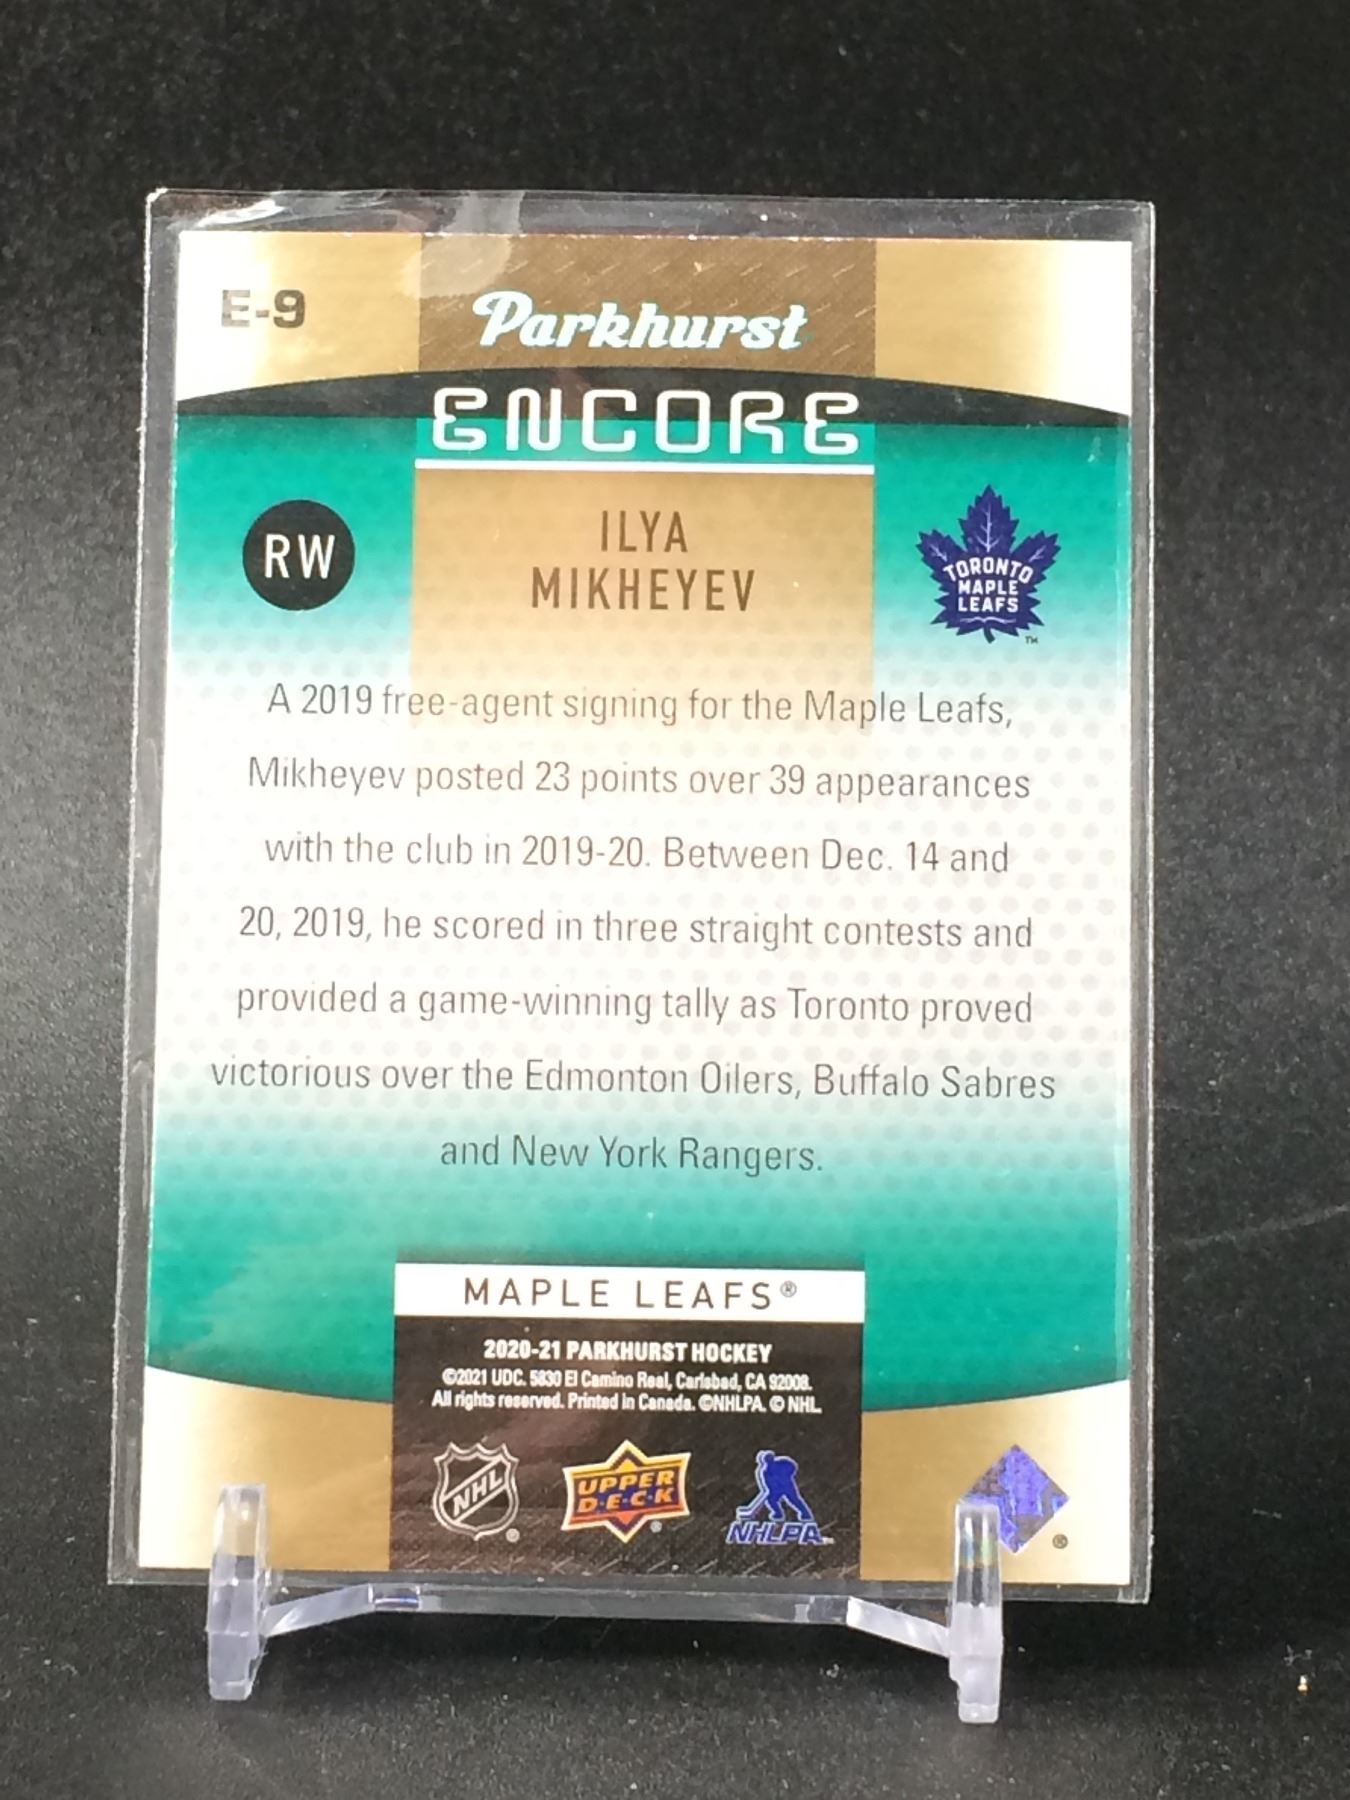 E-9
Parkhurst
ENCORE
RW
ILYA
MIKHEYEV
TORONTO
MAPLE
LEAFS
™
A 2019 free-agent signing for the Maple Leafs,
Mikheyev posted 23 points over 39 appearances
with the club in 2019-20. Between Dec. 14 and
20, 2019, he scored in three straight contests and
provided a game-winning tally as Toronto proved
victorious over the Edmonton Oilers, Buffalo Sabres
and New York Rangers.
MAPLE LEAFS®
2020-21 PARKHURST HOCKEY
©2021 UDC. 5830 El Camino Real, Carlsbad, CA 92008.
All rights reserved. Printed in Canada. ©NHLPA. © NHL.
NHL ®
UPPER
D•E•C•K ®
NHLPA
®